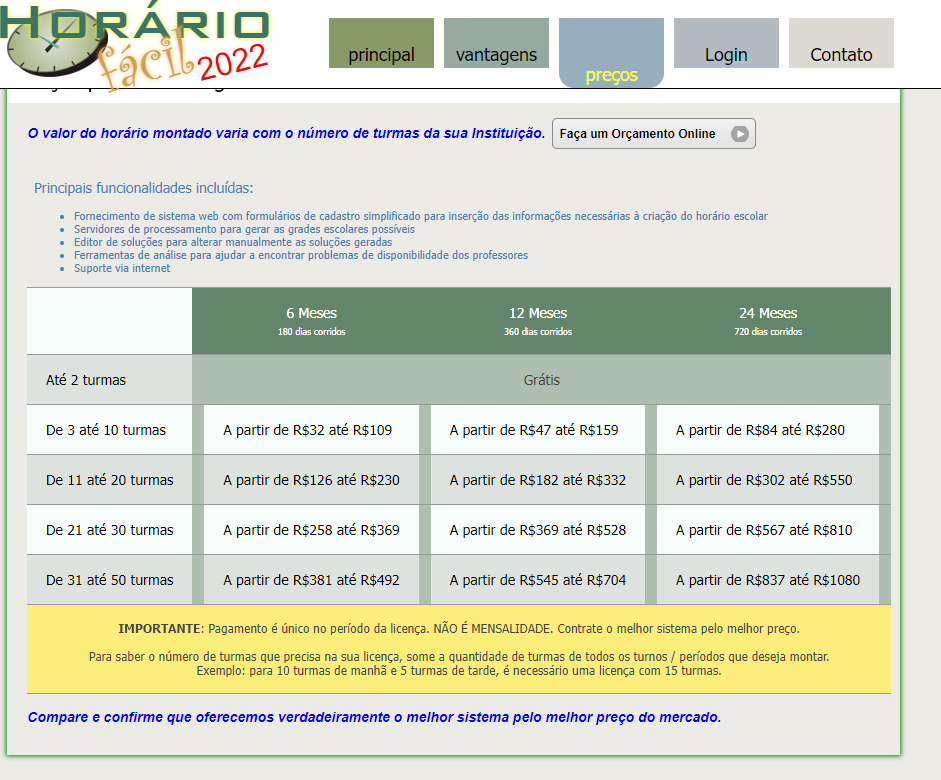 HORÁRIO
fácil 2022
principal
vantagens
preços
Login
Contato
O valor do horário montado varia com o número de turmas da sua Instituição.
Faça um Orçamento Online
Principais funcionalidades incluídas:
Fornecimento de sistema web com formulários de cadastro simplificado para inserção das informações necessárias à criação do horário escolar
Servidores de processamento para gerar as grades escolares possíveis
Editor de soluções para alterar manualmente as soluções geradas
Ferramentas de análise para ajudar a encontrar problemas de disponibilidade dos professores
Suporte via internet
6 Meses 12 Meses 24 Meses
180 dias corridos 360 dias corridos 720 dias corridos
Até 2 turmas Grátis
De 3 até 10 turmas A partir de R$32 até R$109 A partir de R$47 até R$159 A partir de R$84 até R$280
De 11 até 20 turmas A partir de R$126 até R$230 A partir de R$182 até R$332 A partir de R$302 até R$550
De 21 até 30 turmas A partir de R$258 até R$369 A partir de R$369 até R$528 A partir de R$567 até R$810
De 31 até 50 turmas A partir de R$381 até R$492 A partir de R$545 até R$704 A partir de R$837 até R$1080
IMPORTANTE: Pagamento é único no período da licença. NÃO É MENSALIDADE. Contrate o melhor sistema pelo melhor preço.
Para saber o número de turmas que precisa na sua licença, some a quantidade de turmas de todos os turnos / períodos que deseja montar.
Exemplo: para 10 turmas de manhã e 5 turmas de tarde, é necessário uma licença com 15 turmas.
Compare e confirme que oferecemos verdadeiramente o melhor sistema pelo melhor preço do mercado.